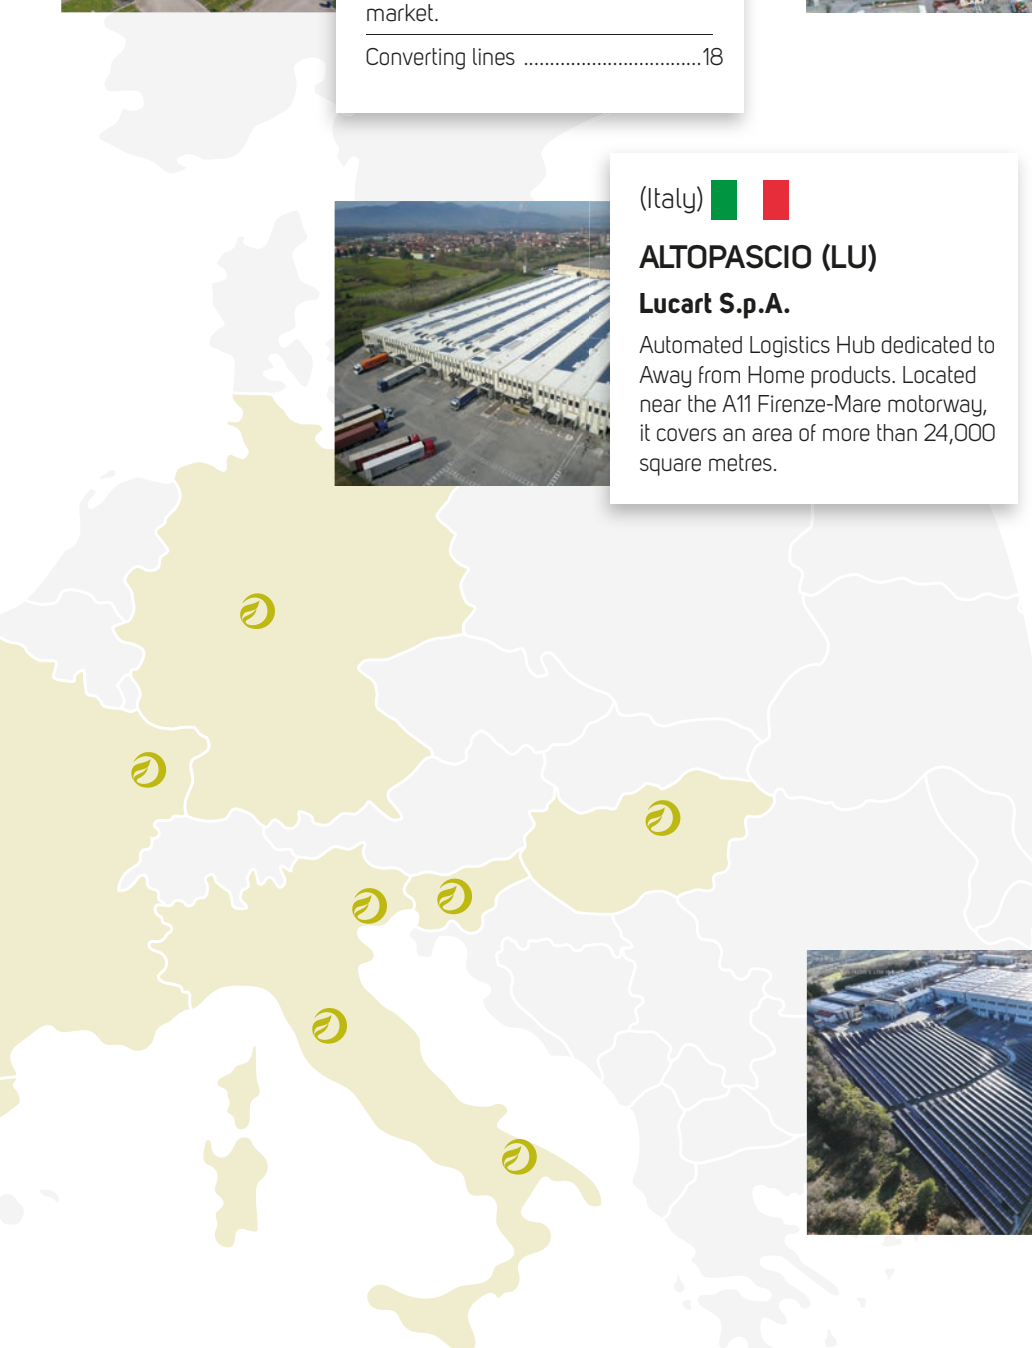 market.
Converting lines ..................................18
(Italy)
ALTOPASCIO (LU)
Lucart S.p.A.
Automated Logistics Hub dedicated to
Away from Home products. Located
near the A11 Firenze-Mare motorway,
it covers an area of more than 24,000
square metres.